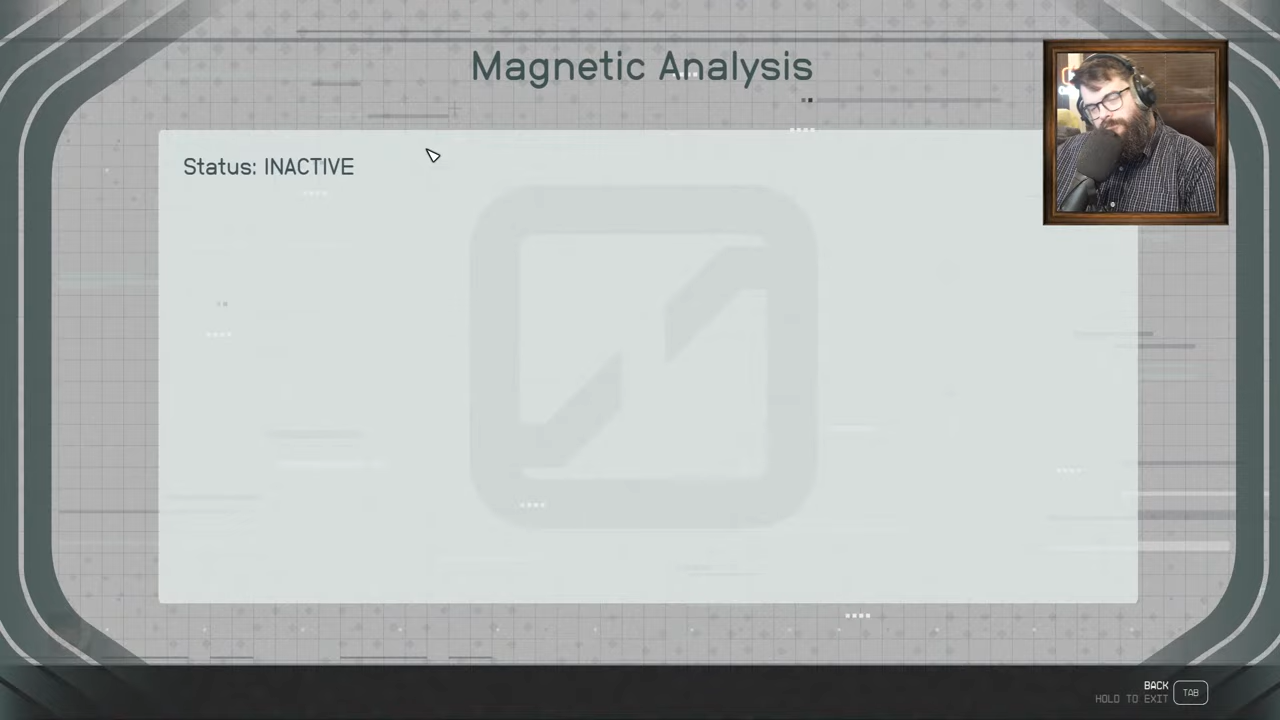 Magnetic Analysis
Status: INACTIVE
BACK
HOLD TO EXIT
TAB